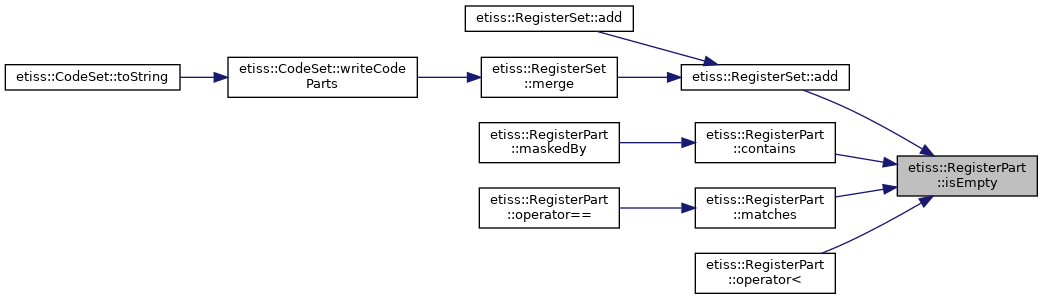 etiss::RegisterSet::add
etiss::CodeSet::toString
etiss::CodeSet::writeCode
Parts
etiss::RegisterSet
::merge
etiss::RegisterSet::add
etiss::RegisterPart
::maskedBy
etiss::RegisterPart
::contains
etiss::RegisterPart
::isEmpty
etiss::RegisterPart
::operator==
etiss::RegisterPart
::matches
etiss::RegisterPart
::operator<